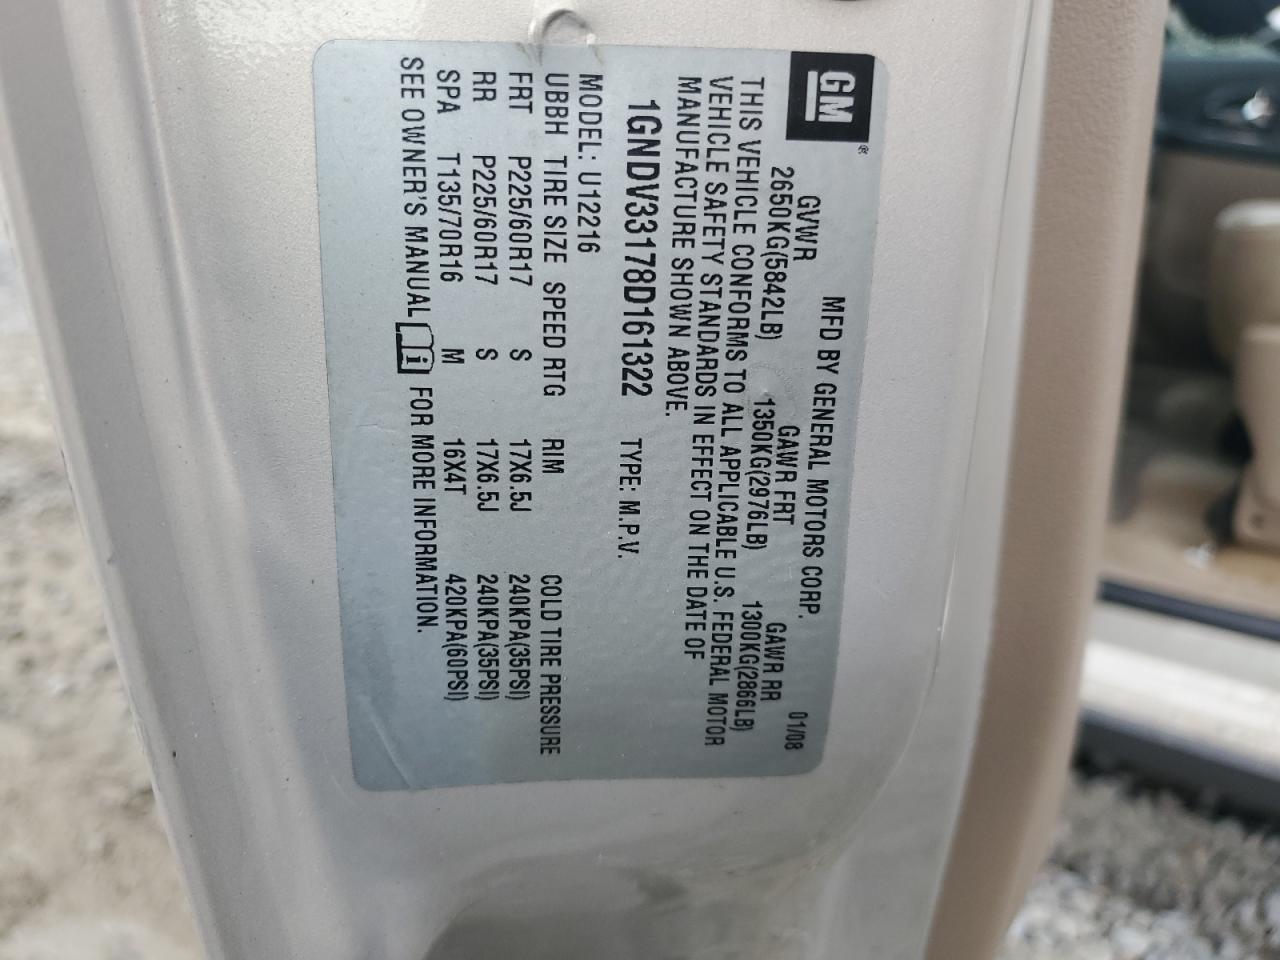 GM®
MFD BY GENERAL MOTORS CORP. 01/08
GVWR GAWR FRT GAWR RR
2650KG(5842LB) 1350KG(2976LB) 1300KG(2866LB)
THIS VEHICLE CONFORMS TO ALL APPLICABLE U.S. FEDERAL MOTOR
VEHICLE SAFETY STANDARDS IN EFFECT ON THE DATE OF
MANUFACTURE SHOWN ABOVE.
1GNDV33178D161322 TYPE: M.P.V.
MODEL: U12216
UBBH TIRE SIZE SPEED RTG RIM COLD TIRE PRESSURE
FRT P225/60R17 S 17X6.5J 240KPA(35PSI)
RR P225/60R17 S 17X6.5J 240KPA(35PSI)
SPA T135/70R16 M 16X4T 420KPA(60PSI)
SEE OWNER'S MANUAL i FOR MORE INFORMATION.